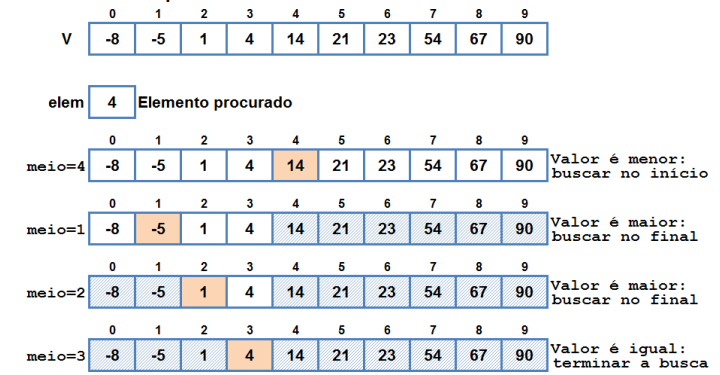 0 1 2 3 4 5 6 7 8 9
V -8 -5 1 4 14 21 23 54 67 90
elem 4 Elemento procurado
0 1 2 3 4 5 6 7 8 9
meio=4 -8 -5 1 4 14 21 23 54 67 90 Valor é menor:
buscar no início
0 1 2 3 4 5 6 7 8 9
meio=1 -8 -5 1 4 14 21 23 54 67 90 Valor é maior:
buscar no final
0 1 2 3 4 5 6 7 8 9
meio=2 -8 -5 1 4 14 21 23 54 67 90 Valor é maior:
buscar no final
0 1 2 3 4 5 6 7 8 9
meio=3 -8 -5 1 4 14 21 23 54 67 90 Valor é igual:
terminar a busca